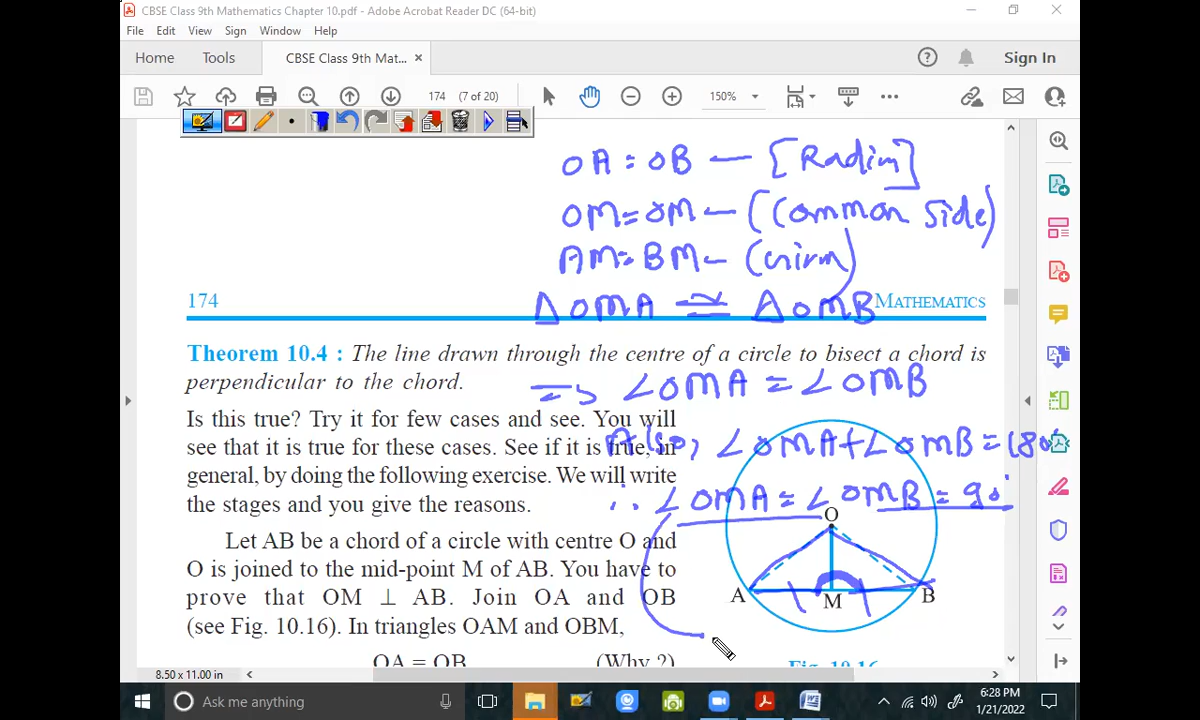 CBSE Class 9th Mathematics Chapter 10.pdf - Adobe Acrobat Reader DC (64-bit)
File Edit View Sign Window Help
Home Tools CBSE Class 9th Mat... × Sign In
174 (7 of 20) 150%
OA = OB — [Radim]
OM = OM — (Common side)
AM = BM — (Givm)
ΔOMA ≅ ΔOMB
174 MATHEMATICS
Theorem 10.4 : The line drawn through the centre of a circle to bisect a chord is
perpendicular to the chord.
=> ∠OMA = ∠OMB
Is this true? Try it for few cases and see. You will
see that it is true for these cases. See if it is true, in
general, by doing the following exercise. We will write
the stages and you give the reasons.
Also, ∠OMA + ∠OMB = 180°
∴ ∠OMA = ∠OMB = 90°
O
A M B
Let AB be a chord of a circle with centre O and
O is joined to the mid-point M of AB. You have to
prove that OM ⊥ AB. Join OA and OB
(see Fig. 10.16). In triangles OAM and OBM,
OA = OB (Why ?)
Fig. 10.16
8.50 x 11.00 in
Ask me anything
6:28 PM
1/21/2022